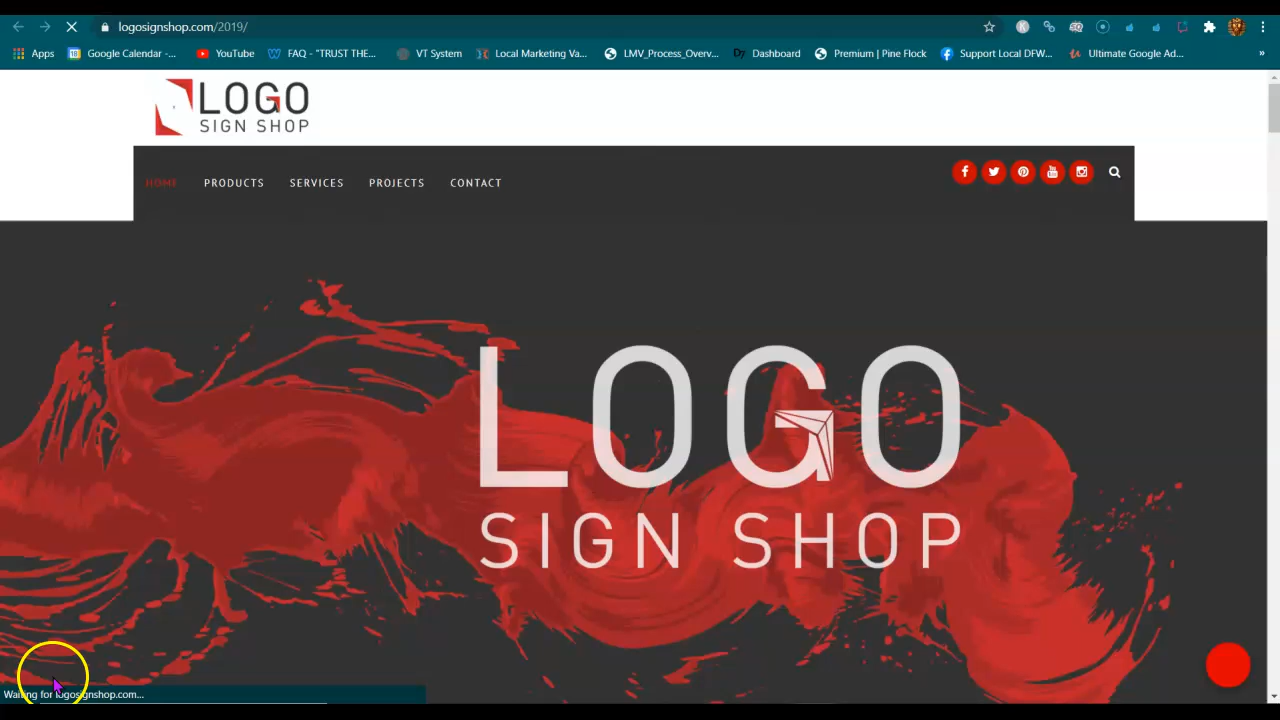 logosignshop.com/2019/
Apps Google Calendar -... YouTube FAQ - "TRUST THE... VT System Local Marketing Va... LMV_Process_Overv... Dashboard Premium | Pine Flock Support Local DFW... Ultimate Google Ad... »
LOGO
SIGN SHOP
HOME PRODUCTS SERVICES PROJECTS CONTACT
LOGO
SIGN SHOP
Waiting for logosignshop.com...